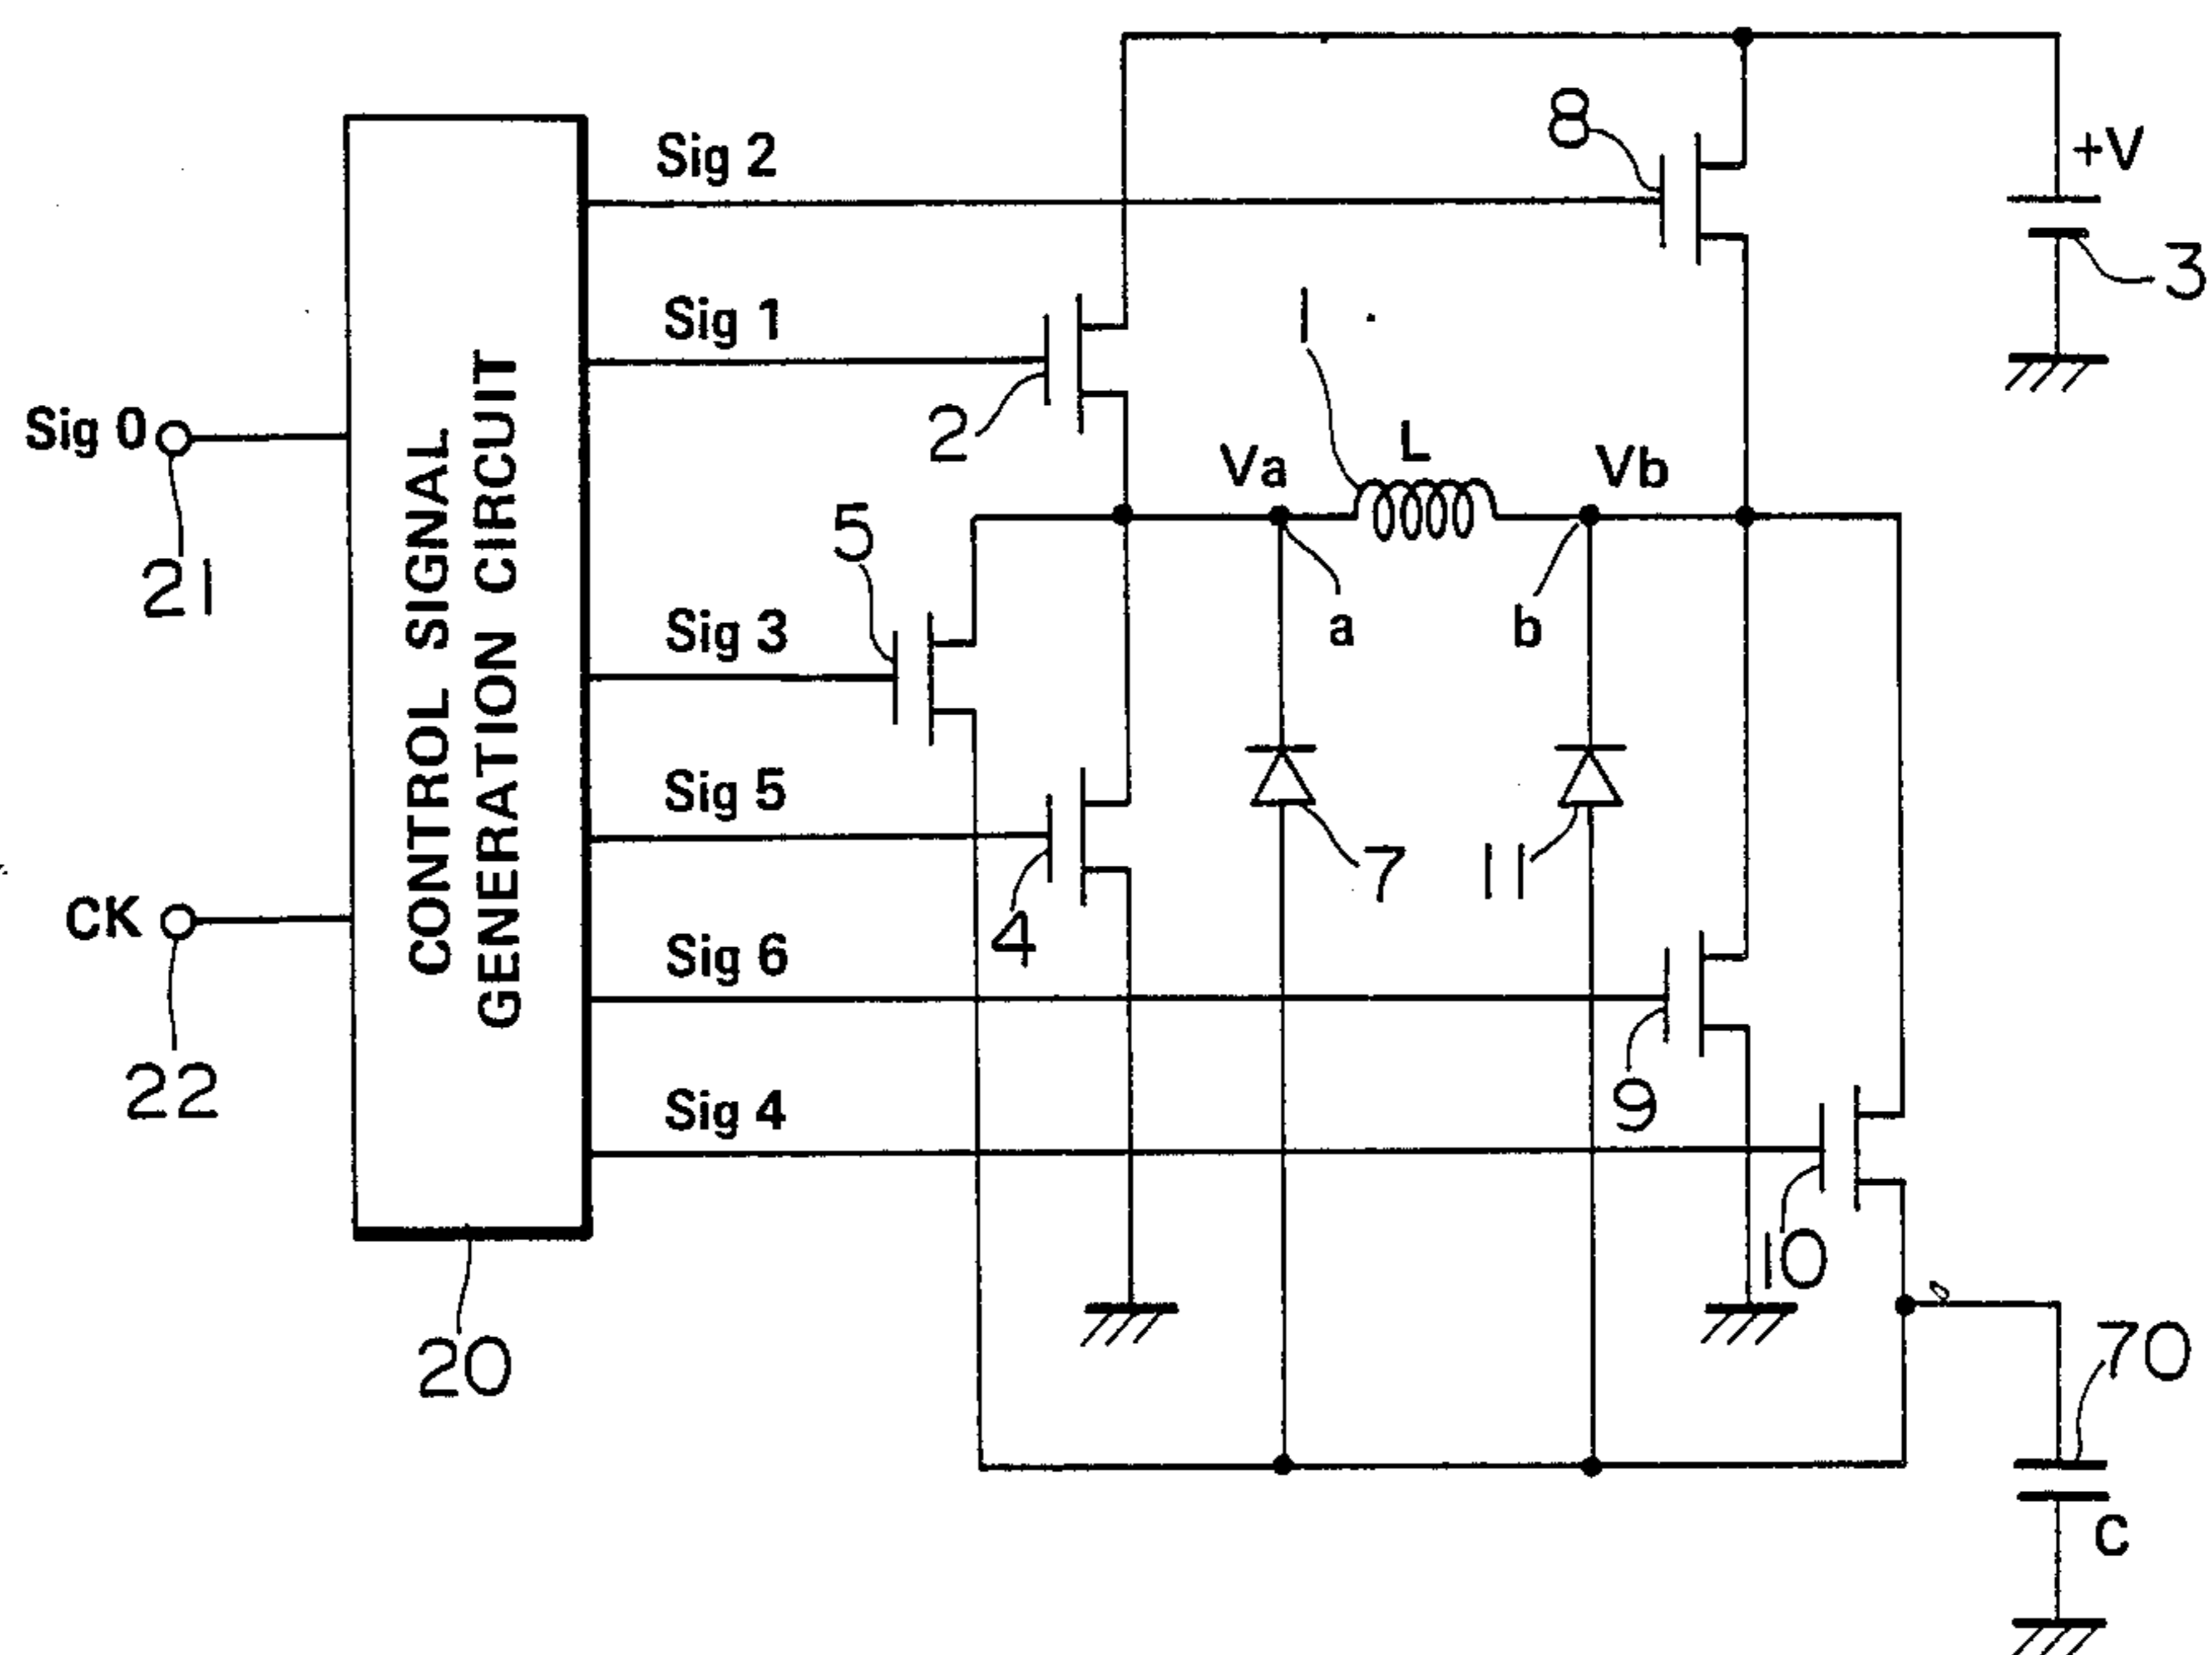 +V
8
Sig 2
3
Sig 1
1
2
L
Va
Vb
Sig 0
21
CONTROL SIGNAL
GENERATION CIRCUIT
5
Sig 3
a
b
Sig 5
7
11
4
CK
22
Sig 6
9
Sig 4
10
20
70
C